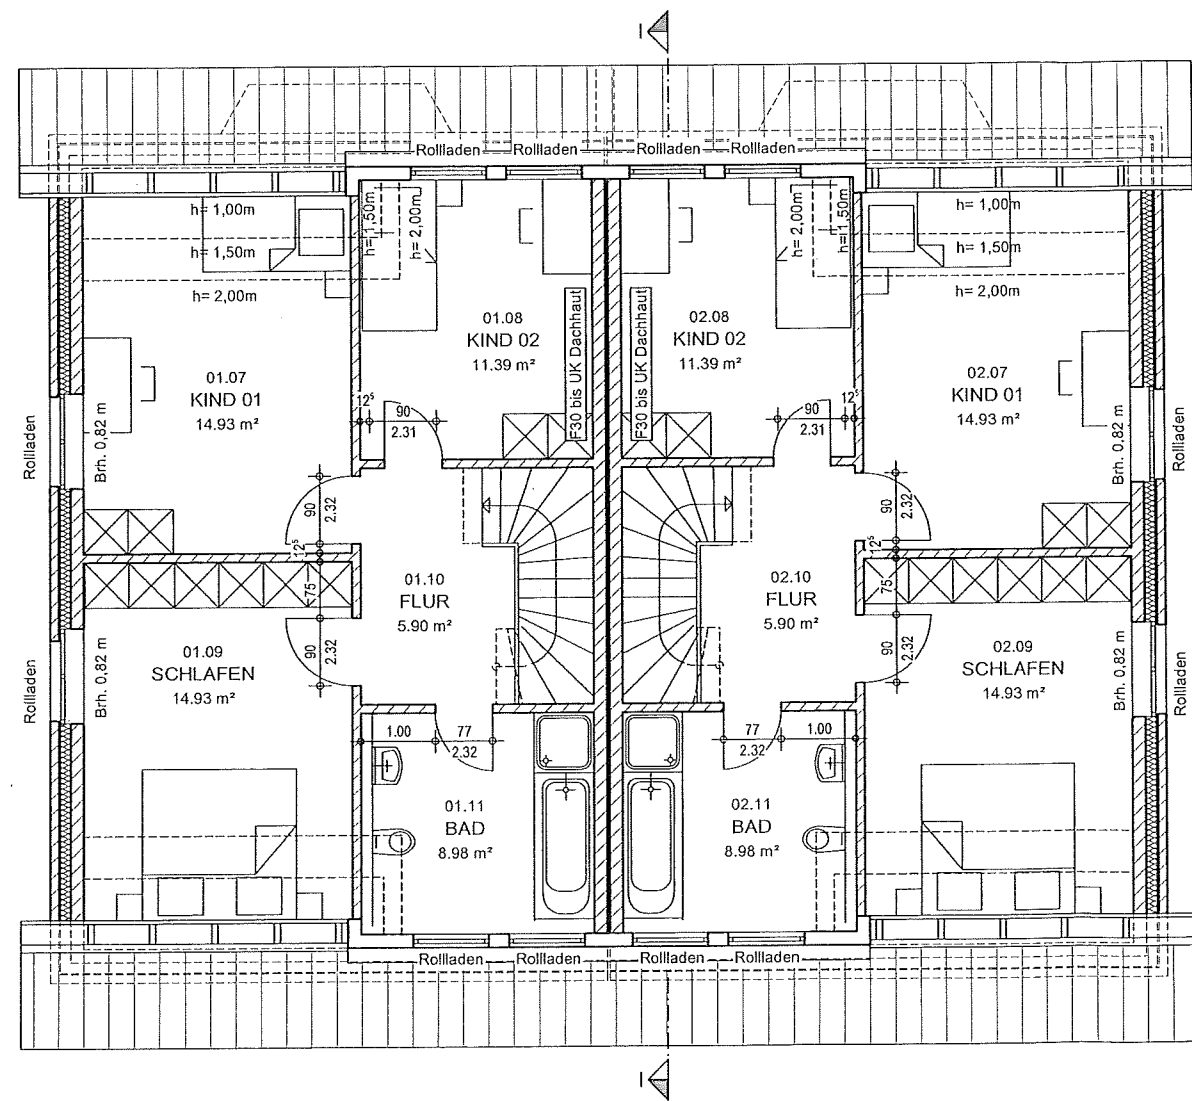 I
Rollladen Rollladen Rollladen Rollladen
h= 1,00m
h= 1,50m
h= 2,00m
h= 1,50m
h= 2,00m
h= 2,00m
h= 1,50m
h= 1,00m
h= 1,50m
h= 2,00m
01.08
KIND 02
11.39 m²
F30 bis UK Dachhaut
F30 bis UK Dachhaut
02.08
KIND 02
11.39 m²
01.07
KIND 01
14.93 m²
02.07
KIND 01
14.93 m²
Rollladen
Brh. 0,82 m
12⁵
90
2.31
90
2.31
12⁵
Brh. 0,82 m
Rollladen
90
2.32
12⁵
75
90
2.32
90
2.32
12⁵
75
90
2.32
01.10
FLUR
5.90 m²
02.10
FLUR
5.90 m²
01.09
SCHLAFEN
14.93 m²
02.09
SCHLAFEN
14.93 m²
Rollladen
Brh. 0,82 m
Brh. 0,82 m
Rollladen
1.00
77
2.32
77
2.32
1.00
01.11
BAD
8.98 m²
02.11
BAD
8.98 m²
Rollladen Rollladen Rollladen Rollladen
I